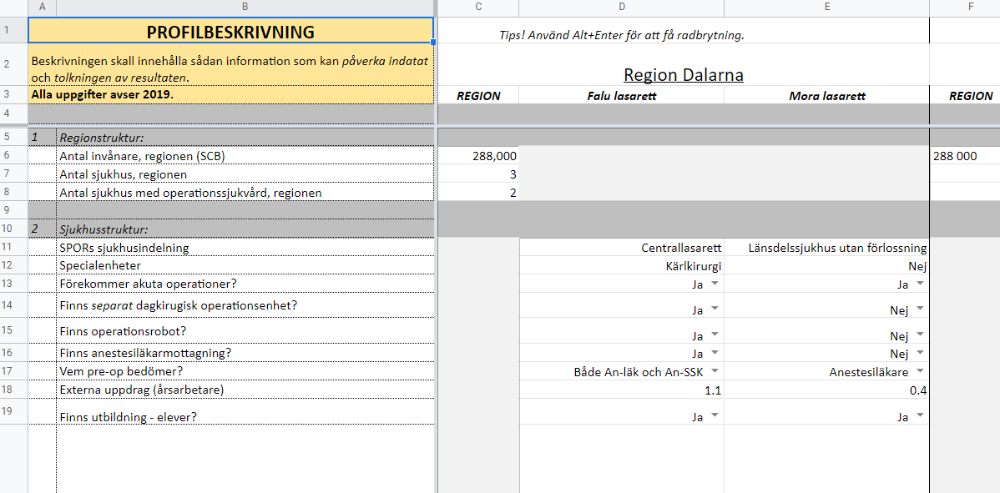 A B C D E F
1 PROFILBESKRIVNING Tips! Använd Alt+Enter för att få radbrytning.
2 Beskrivningen skall innehålla sådan information som kan påverka indatat
och tolkningen av resultaten. Region Dalarna
3 Alla uppgifter avser 2019. REGION Falu lasarett Mora lasarett REGION
4
5 1 Regionstruktur:
6 Antal invånare, regionen (SCB) 288,000 288 000
7 Antal sjukhus, regionen 3
8 Antal sjukhus med operationssjukvård, regionen 2
9
10 2 Sjukhusstruktur:
11 SPORs sjukhusindelning Centrallasarett Länsdelssjukhus utan förlossning
12 Specialenheter Kärlkirurgi Nej
13 Förekommer akuta operationer? Ja Ja
14 Finns separat dagkirugisk operationsenhet? Ja Nej
15 Finns operationsrobot? Ja Nej
16 Finns anestesiläkarmottagning? Ja Nej
17 Vem pre-op bedömer? Både An-läk och An-SSK Anestesiläkare
18 Externa uppdrag (årsarbetare) 1.1 0.4
19 Finns utbildning - elever? Ja Ja